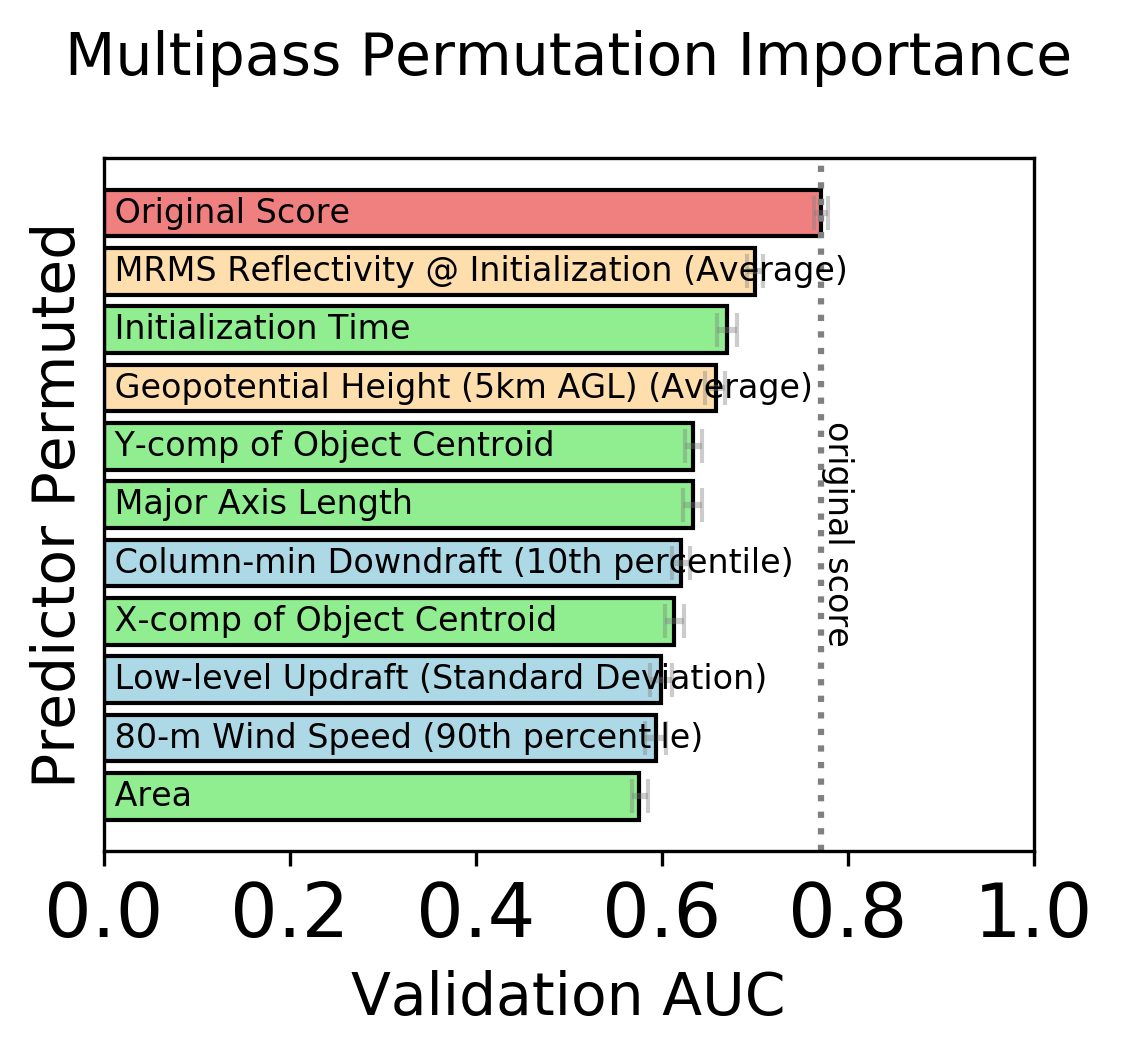 Multipass Permutation Importance
Predictor Permuted
Original Score
MRMS Reflectivity @ Initialization (Average)
Initialization Time
Geopotential Height (5km AGL) (Average)
Y-comp of Object Centroid
Major Axis Length
Column-min Downdraft (10th percentile)
X-comp of Object Centroid
Low-level Updraft (Standard Deviation)
80-m Wind Speed (90th percentile)
Area
original score
0.0 0.2 0.4 0.6 0.8 1.0
Validation AUC